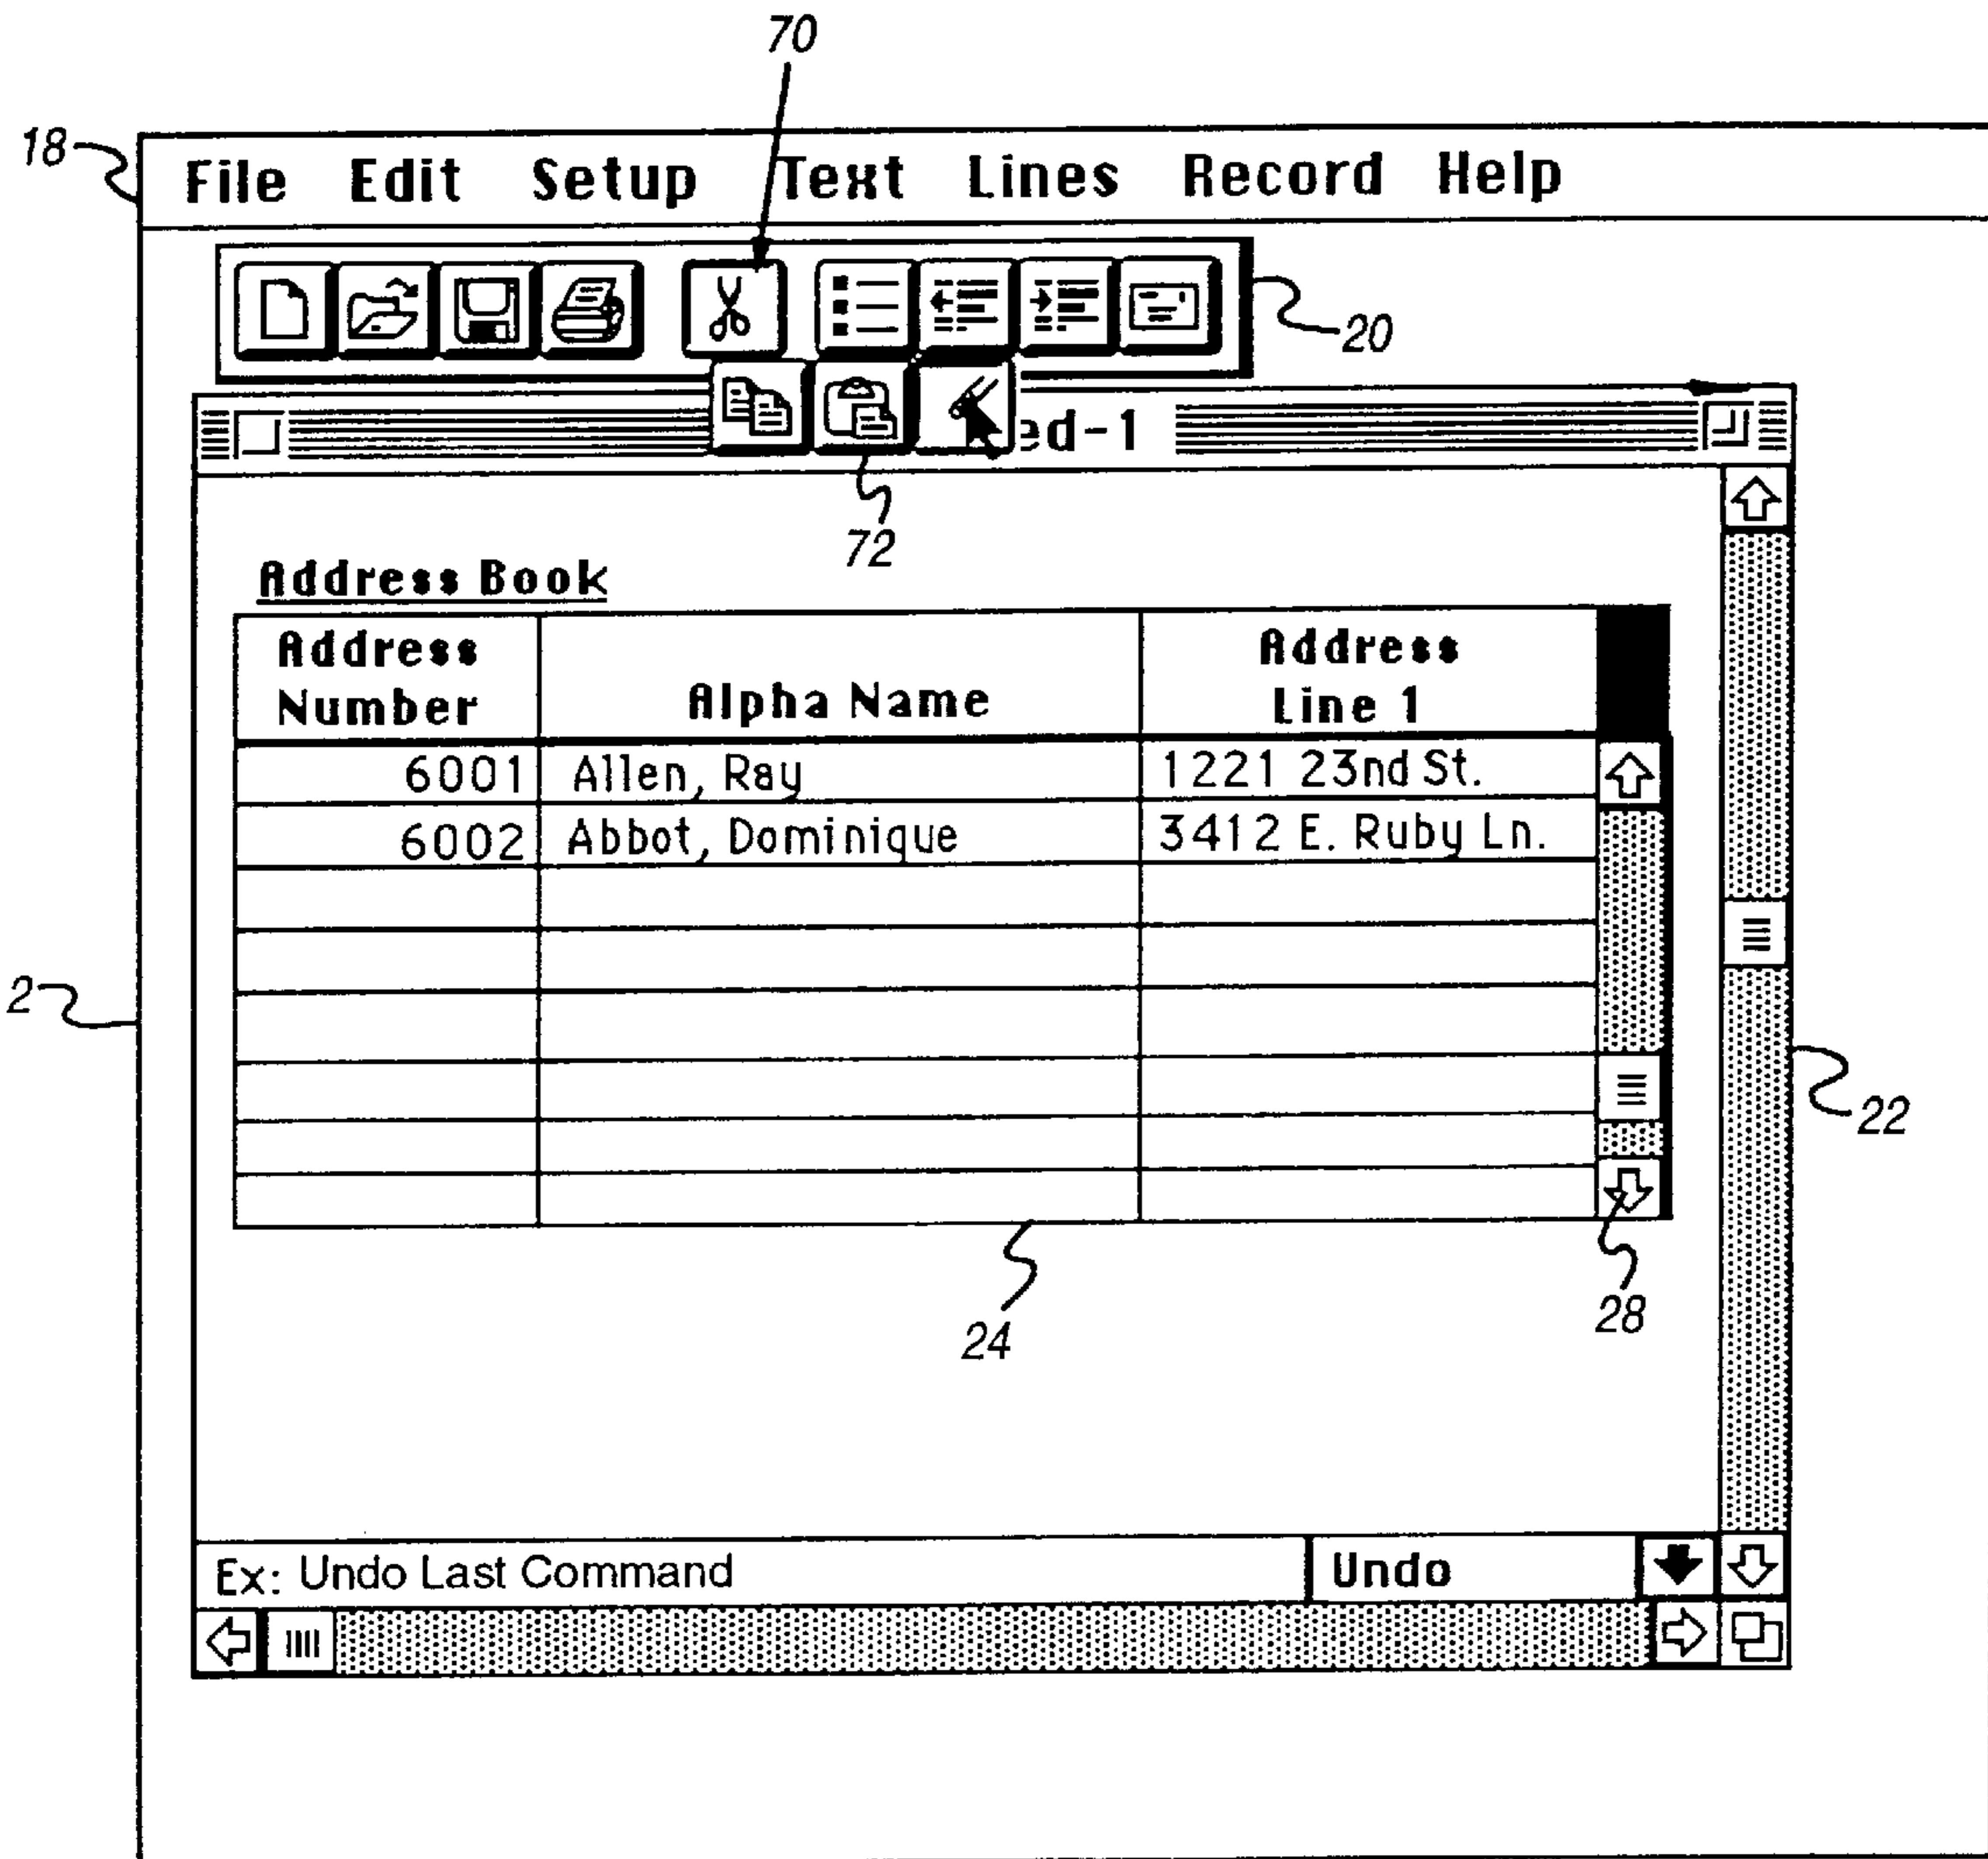 70
18
File Edit Setup Text Lines Record Help
20
ed-1
72
Address Book
Address Number Alpha Name Address Line 1
6001 Allen, Ray 1221 23nd St.
6002 Abbot, Dominique 3412 E. Ruby Ln.
2
22
24
28
Ex: Undo Last Command Undo